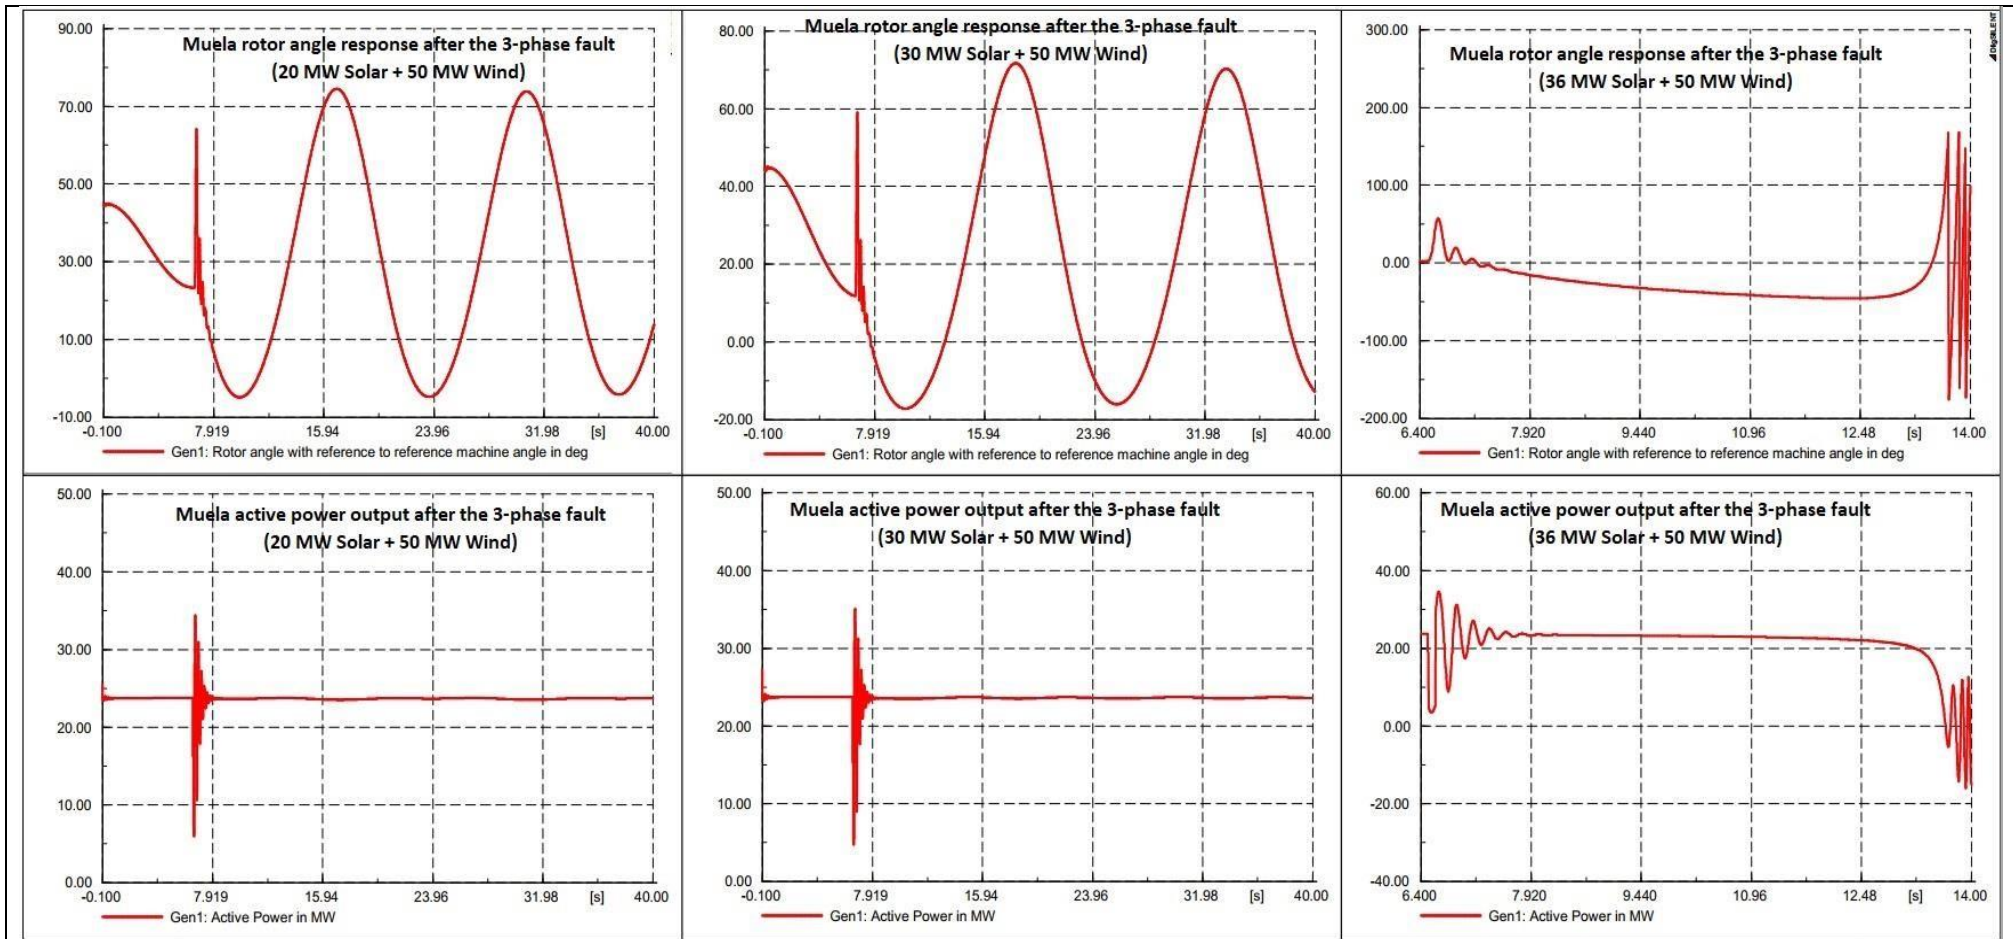 Muela rotor angle response after the 3-phase fault
(20 MW Solar + 50 MW Wind)
90.00
70.00
50.00
30.00
10.00
-10.00
-0.100 7.919 15.94 23.96 31.98 [s] 40.00
Gen1: Rotor angle with reference to reference machine angle in deg
Muela rotor angle response after the 3-phase fault
(30 MW Solar + 50 MW Wind)
80.00
60.00
40.00
20.00
0.00
-20.00
-0.100 7.919 15.94 23.96 31.98 [s] 40.00
Gen1: Rotor angle with reference to reference machine angle in deg
Muela rotor angle response after the 3-phase fault
(36 MW Solar + 50 MW Wind)
300.00
200.00
100.00
0.00
-100.00
-200.00
6.400 7.920 9.440 10.96 12.48 [s] 14.00
Gen1: Rotor angle with reference to reference machine angle in deg
DIgSILENT
Muela active power output after the 3-phase fault
(20 MW Solar + 50 MW Wind)
50.00
40.00
30.00
20.00
10.00
0.00
-0.100 7.919 15.94 23.96 31.98 [s] 40.00
Gen1: Active Power in MW
Muela active power output after the 3-phase fault
(30 MW Solar + 50 MW Wind)
50.00
40.00
30.00
20.00
10.00
0.00
-0.100 7.919 15.94 23.96 31.98 [s] 40.00
Gen1: Active Power in MW
Muela active power output after the 3-phase fault
(36 MW Solar + 50 MW Wind)
60.00
40.00
20.00
0.00
-20.00
-40.00
6.400 7.920 9.440 10.96 12.48 [s] 14.00
Gen1: Active Power in MW